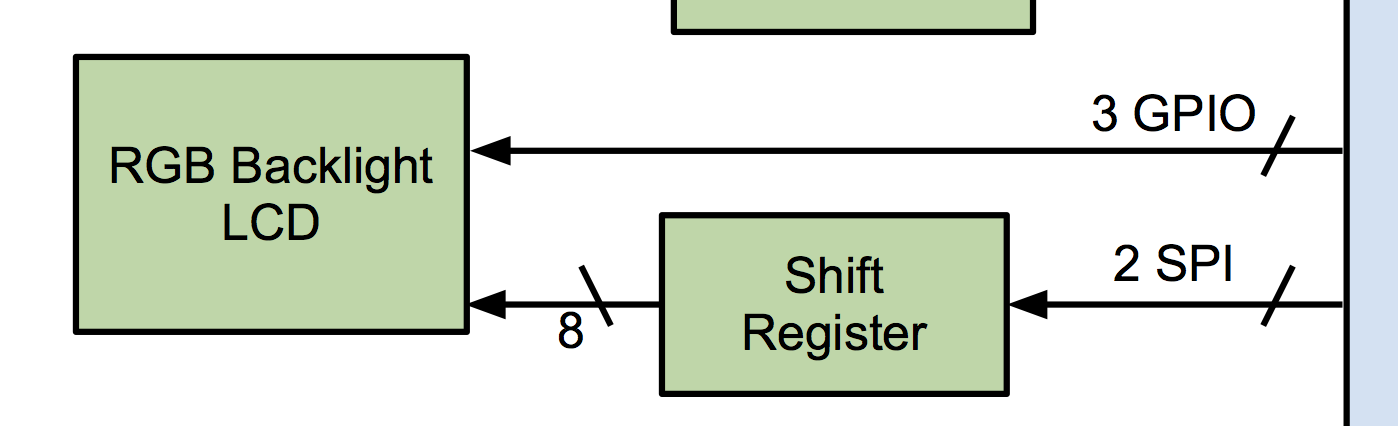 3 GPIO
RGB Backlight
LCD
2 SPI
Shift
Register
8